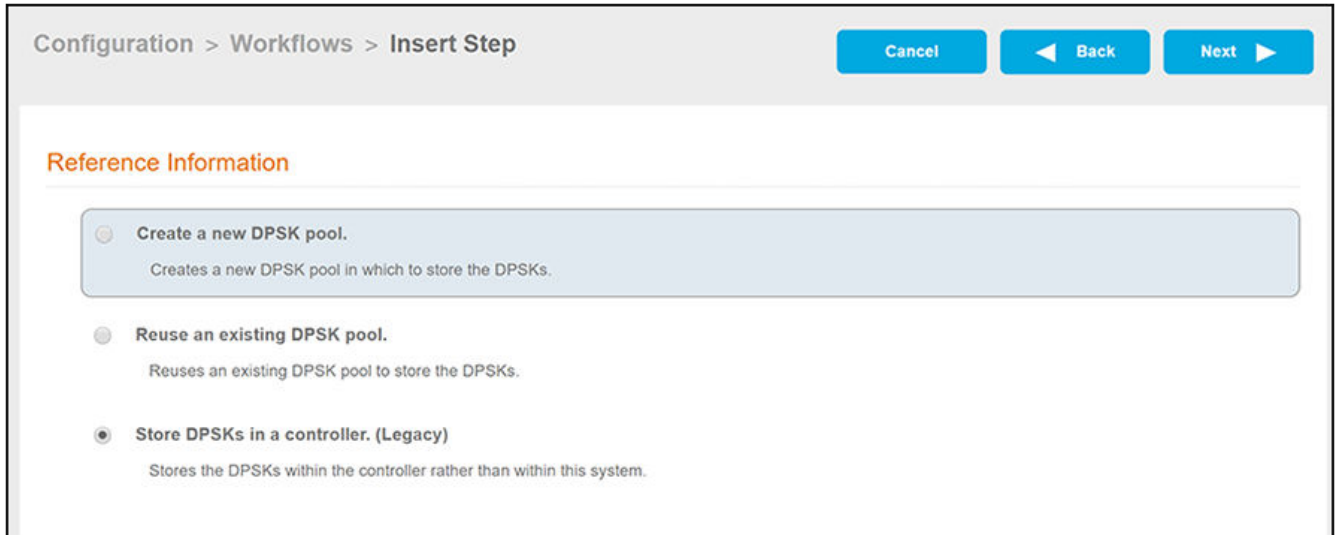 Configuration > Workflows > Insert Step
Cancel
Back
Next
Reference Information
Create a new DPSK pool.
Creates a new DPSK pool in which to store the DPSKs.
Reuse an existing DPSK pool.
Reuses an existing DPSK pool to store the DPSKs.
Store DPSKs in a controller. (Legacy)
Stores the DPSKs within the controller rather than within this system.